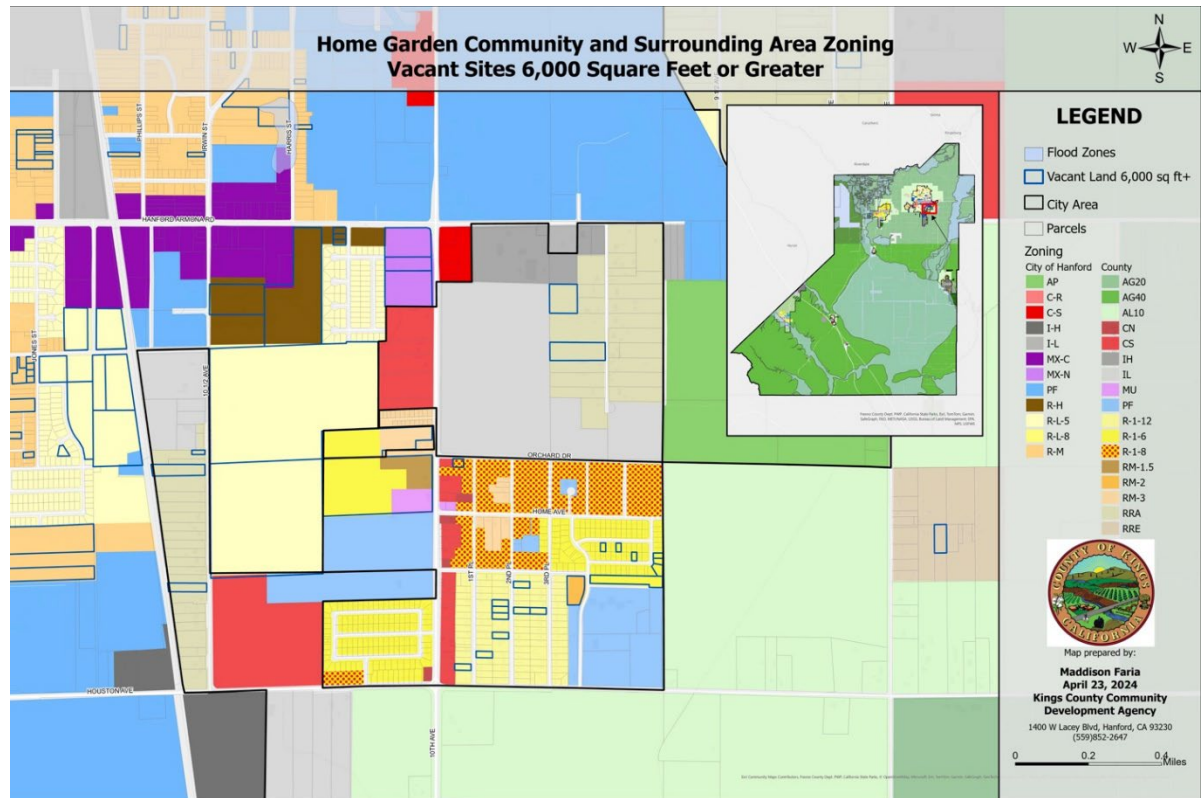 Home Garden Community and Surrounding Area Zoning
Vacant Sites 6,000 Square Feet or Greater
N
W
E
S
PHILLIPS ST
IRWIN ST
HARRIS ST
HANFORD ARMONA RD
JONES ST
10 1/2 AVE
ORCHARD DR
HOME AVE
1ST PL
2ND PL
3RD PL
HOUSTON AVE
10TH AVE
LEGEND
Flood Zones
Vacant Land 6,000 sq ft+
City Area
Parcels
Zoning
City of Hanford County
AP AG20
C-R AG40
C-S AL10
I-H CN
I-L CS
MX-C IH
MX-N IL
PF MU
R-H PF
R-L-5 R-1-12
R-L-8 R-1-6
R-M R-1-8
RM-1.5
RM-2
RM-3
RRA
RRE
COUNTY OF KINGS
CALIFORNIA
Map prepared by:
Maddison Faria
April 23, 2024
Kings County Community
Development Agency
1400 W Lacey Blvd, Hanford, CA 93230
(559)852-2647
0 0.2 0.4
Miles